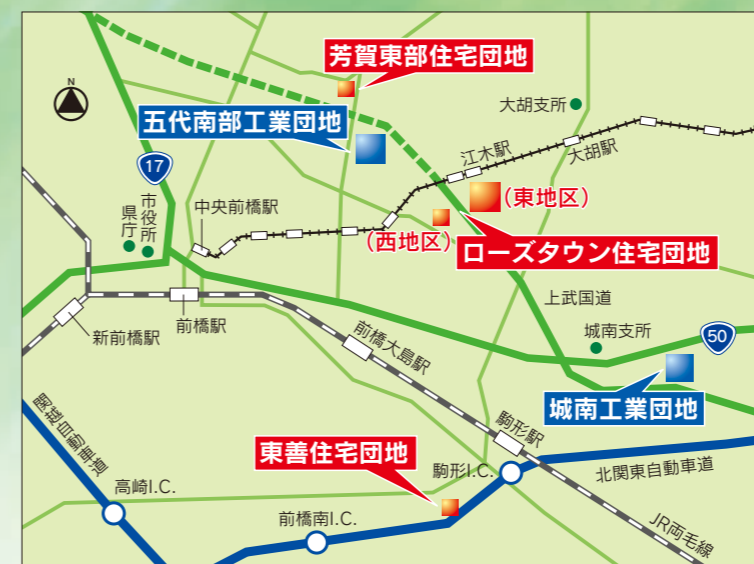 芳賀東部住宅団地
N
大胡支所
五代南部工業団地
江木駅
大胡駅
17
市役所
県庁
中央前橋駅
(東地区)
(西地区)
ローズタウン住宅団地
上武国道
新前橋駅
前橋駅
前橋大島駅
城南支所
50
城南工業団地
関越自動車道
駒形駅
東善住宅団地
駒形I.C.
北関東自動車道
高崎I.C.
前橋南I.C.
JR両毛線